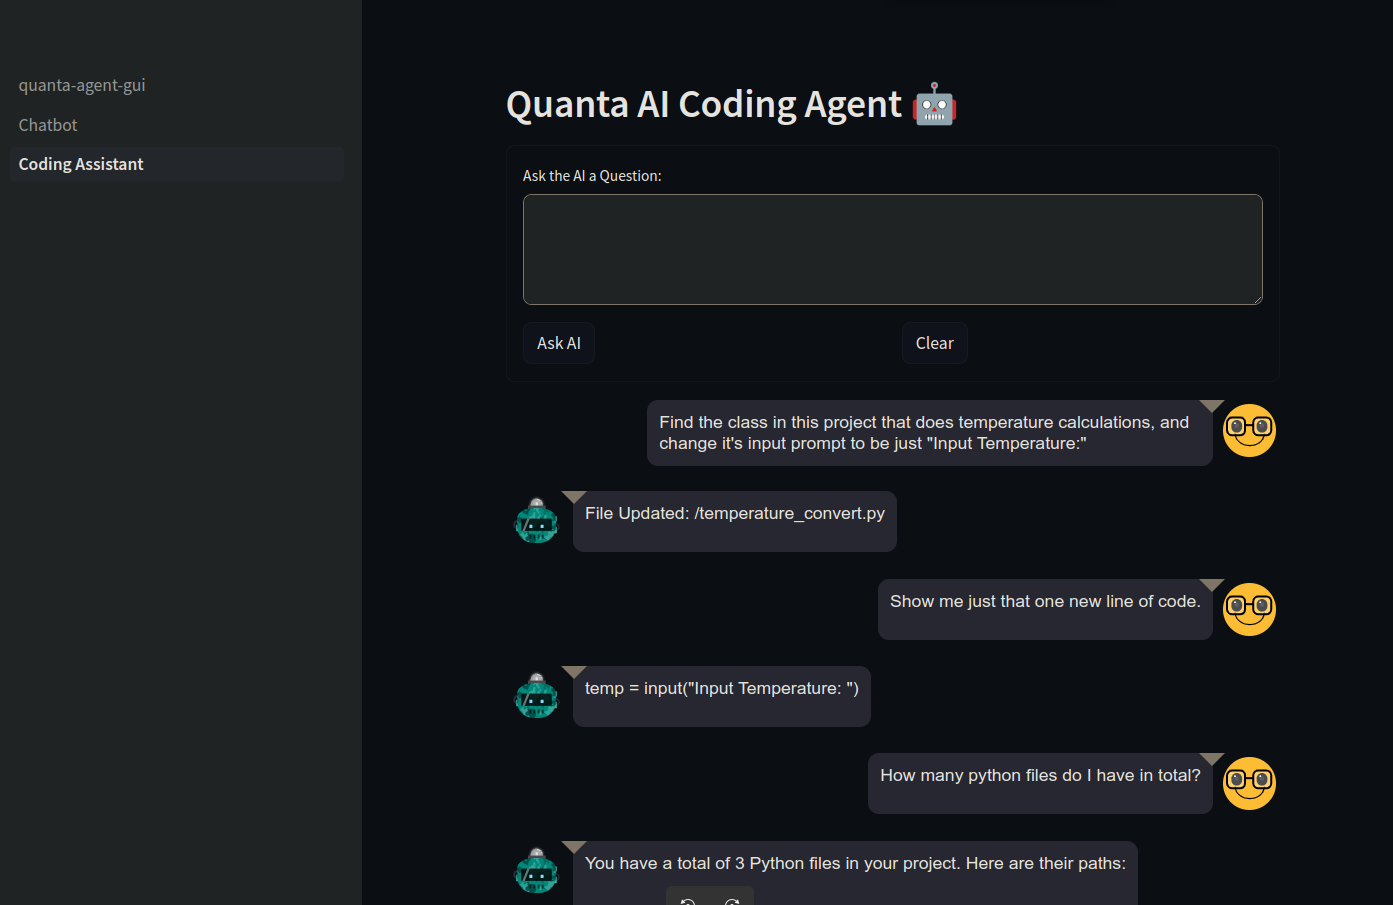 quanta-agent-gui
Chatbot
Coding Assistant
Quanta AI Coding Agent
Ask the AI a Question:
Ask AI
Clear
Find the class in this project that does temperature calculations, and
change it's input prompt to be just "Input Temperature:"
File Updated: /temperature_convert.py
Show me just that one new line of code.
temp = input("Input Temperature: ")
How many python files do I have in total?
You have a total of 3 Python files in your project. Here are their paths: